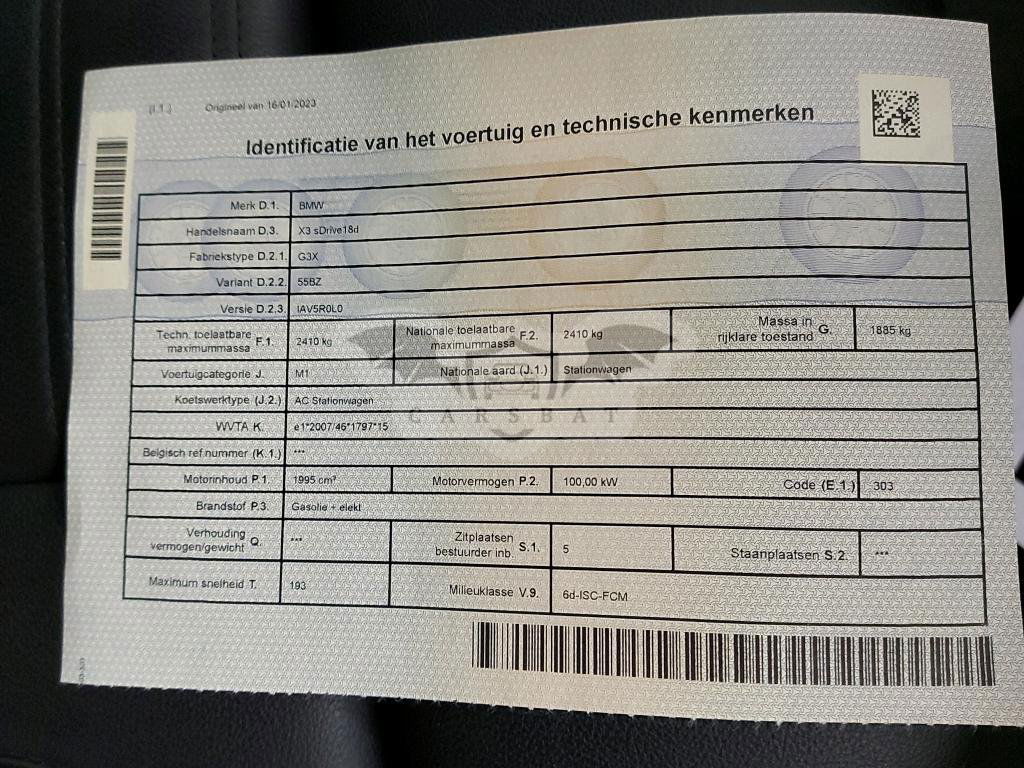 (I.1.) Origineel van 16/01/2023
Identificatie van het voertuig en technische kenmerken
Merk D.1. BMW
Handelsnaam D.3. X3 sDrive18d
Fabriekstype D.2.1. G3X
Variant D.2.2. 55BZ
Versie D.2.3. IAV5R0L0
Techn. toelaatbare maximummassa F.1. 2410 kg Nationale toelaatbare maximummassa F.2. 2410 kg Massa in rijklare toestand G. 1885 kg
Voertuigcategorie J. M1 Nationale aard (J.1.) Stationwagen
Koetswerktype (J.2.) AC Stationwagen
CARSBAT
WVTA K. e1*2007/46*1797*15
Belgisch ref nummer (K.1.) ***
Motorinhoud P.1. 1995 cm³ Motorvermogen P.2. 100,00 kW Code (E.1.) 303
Brandstof P.3. Gasolie + elekt
Verhouding vermogen/gewicht Q. *** Zitplaatsen bestuurder inb. S.1. 5 Staanplaatsen S.2. ***
Maximum snelheid T. 193 Milieuklasse V.9. 6d-ISC-FCM